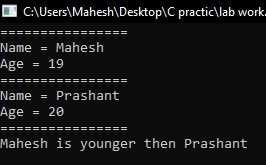 C:\Users\Mahesh\Desktop\C practic\lab work.
================
Name = Mahesh
Age = 19
================
Name = Prashant
Age = 20
================
Mahesh is younger then Prashant